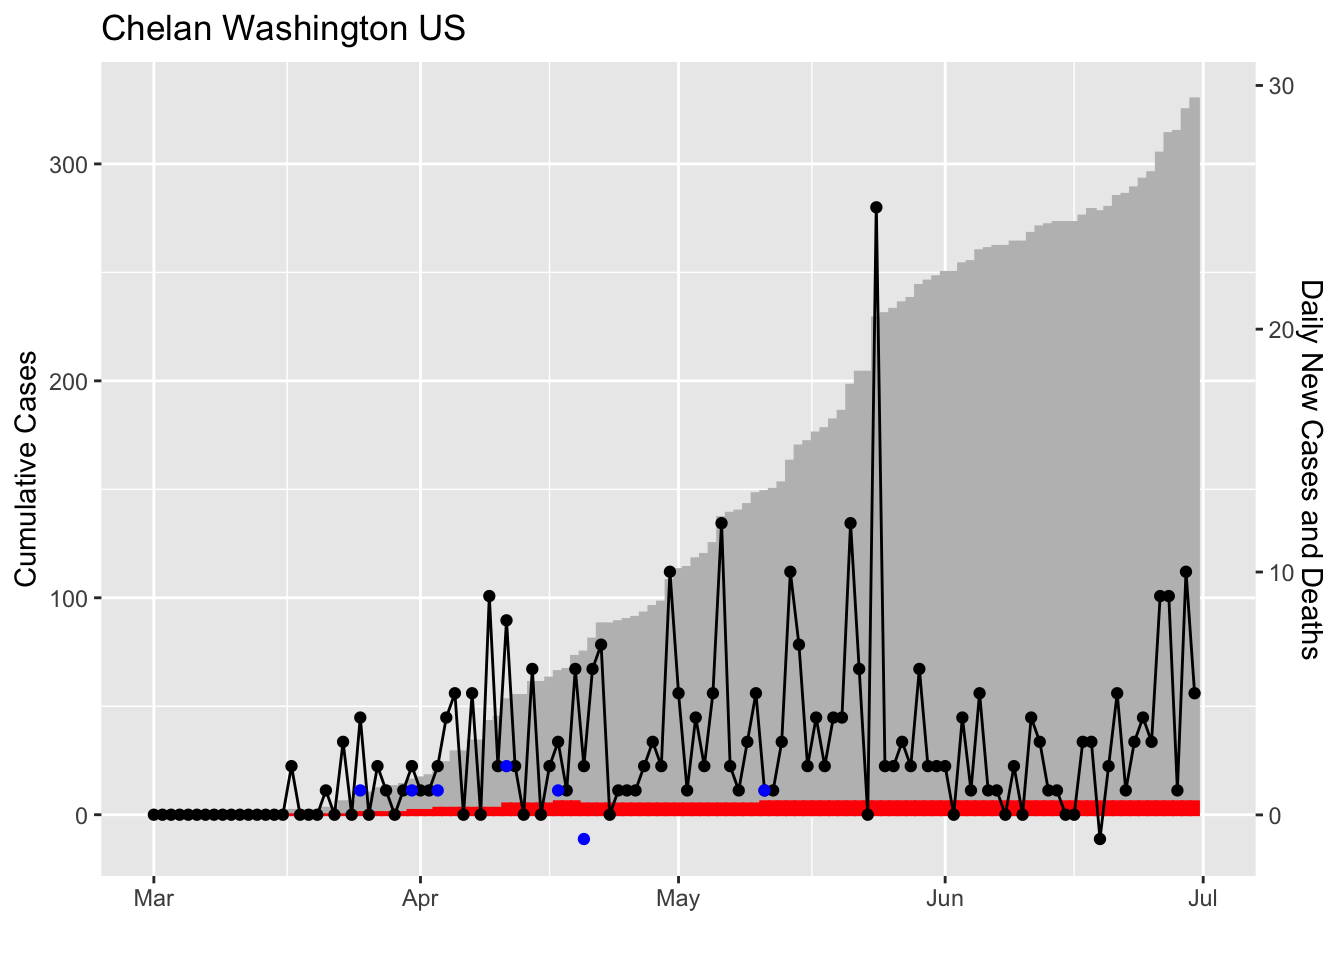 Chelan Washington US
Cumulative Cases
300
200
100
0
30
20
10
0
Daily New Cases and Deaths
Mar
Apr
May
Jun
Jul